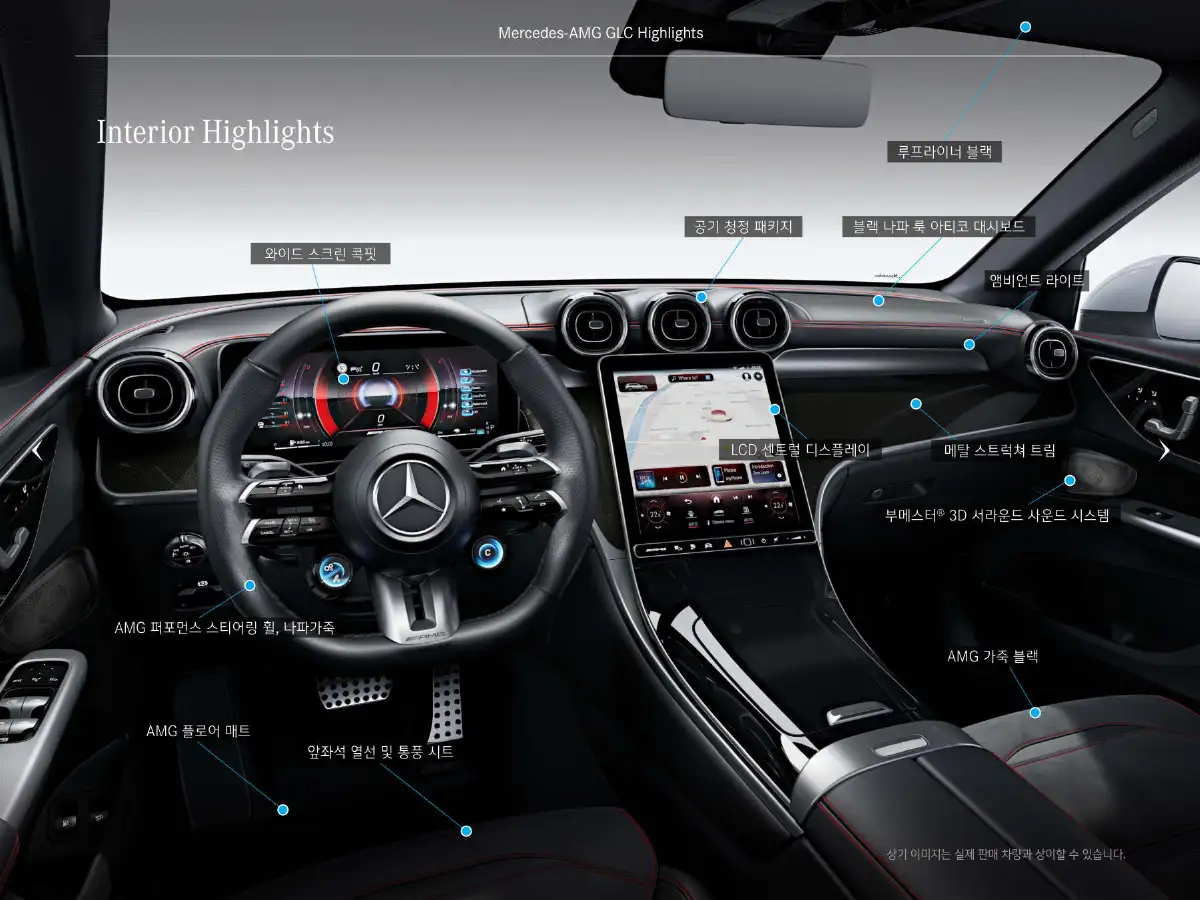 Mercedes-AMG GLC Highlights
Interior Highlights
루프라이너 블랙
공기 청정 패키지
블랙 나파 룩 아티코 대시보드
와이드 스크린 콕핏
앰비언트 라이트
LCD 센트럴 디스플레이
메탈 스트럭쳐 트림
부메스터® 3D 서라운드 사운드 시스템
AMG 퍼포먼스 스티어링 휠, 나파가죽
AMG 가죽 블랙
AMG 플로어 매트
앞좌석 열선 및 통풍 시트
상기 이미지는 실제 판매 차량과 상이할 수 있습니다.